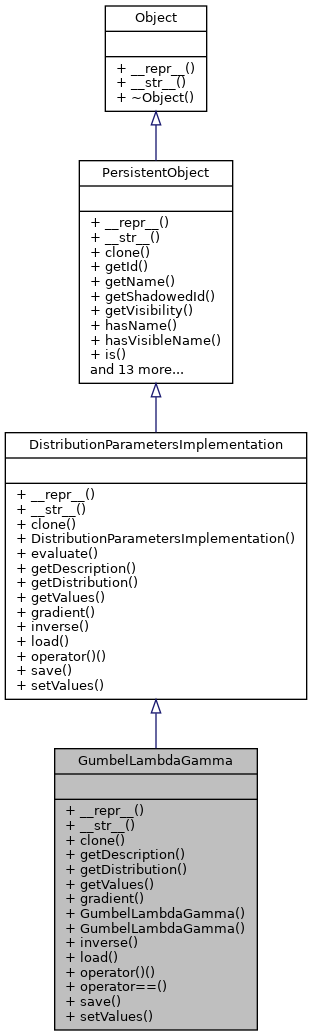 Object
+ __repr__()
+ __str__()
+ ~Object()
PersistentObject
+ __repr__()
+ __str__()
+ clone()
+ getId()
+ getName()
+ getShadowedId()
+ getVisibility()
+ hasName()
+ hasVisibleName()
+ is()
and 13 more...
DistributionParametersImplementation
+ __repr__()
+ __str__()
+ clone()
+ DistributionParametersImplementation()
+ evaluate()
+ getDescription()
+ getDistribution()
+ getValues()
+ gradient()
+ inverse()
+ load()
+ operator()()
+ save()
+ setValues()
GumbelLambdaGamma
+ __repr__()
+ __str__()
+ clone()
+ getDescription()
+ getDistribution()
+ getValues()
+ gradient()
+ GumbelLambdaGamma()
+ GumbelLambdaGamma()
+ inverse()
+ load()
+ operator()()
+ operator==()
+ save()
+ setValues()